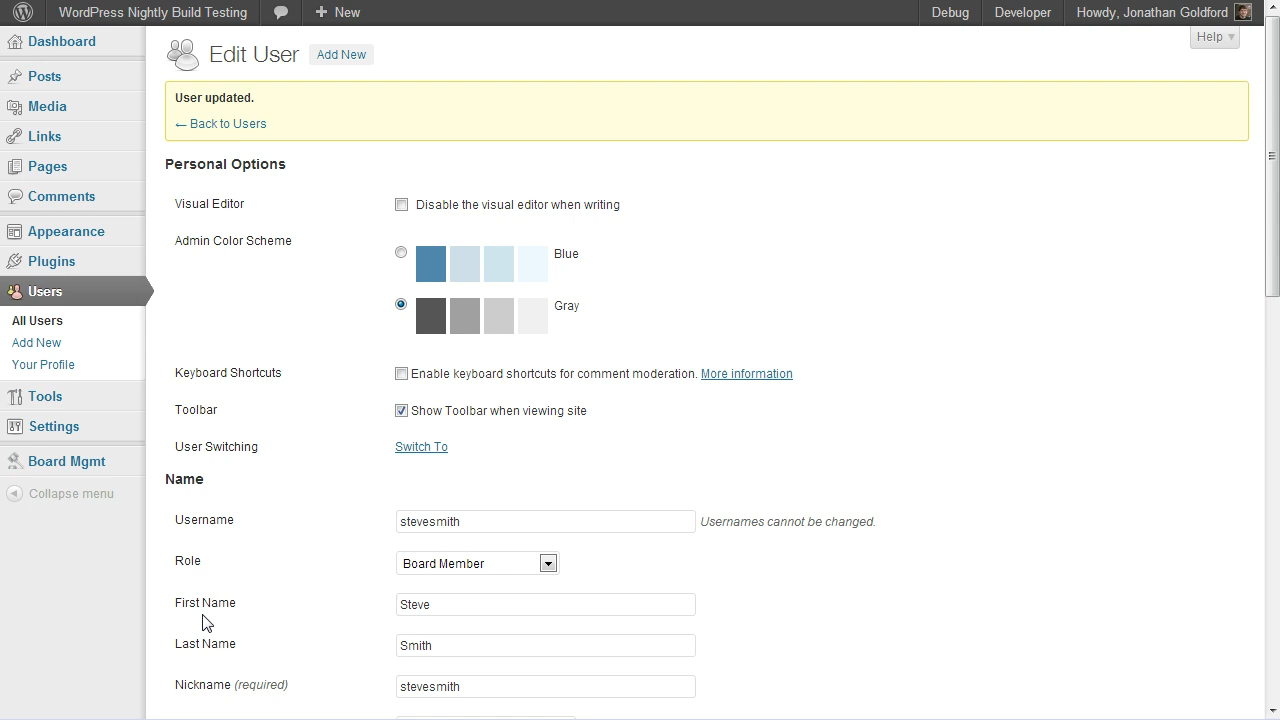 WordPress Nightly Build Testing New Debug Developer Howdy, Jonathan Goldford
Dashboard
Posts
Media
Links
Pages
Comments
Appearance
Plugins
Users
All Users
Add New
Your Profile
Tools
Settings
Board Mgmt
Collapse menu
Help
Edit User Add New
User updated.
← Back to Users
Personal Options
Visual Editor Disable the visual editor when writing
Admin Color Scheme
Blue
Gray
Keyboard Shortcuts Enable keyboard shortcuts for comment moderation. More information
Toolbar Show Toolbar when viewing site
User Switching Switch To
Name
Username stevesmith Usernames cannot be changed.
Role Board Member
First Name Steve
Last Name Smith
Nickname (required) stevesmith